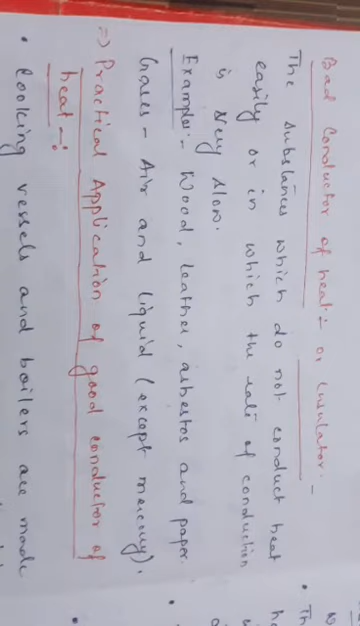 Bad Conductor of heat :- or Insulator :-
The substances which do not conduct heat
easily or in which the rate of conduction
is very slow.
Example :- Wood, leather, asbestos and paper.
Gases - Air and liquid (except mercury).
⇒ Practical Application of good conductor of
heat -:
• Cooking vessels and boilers are made